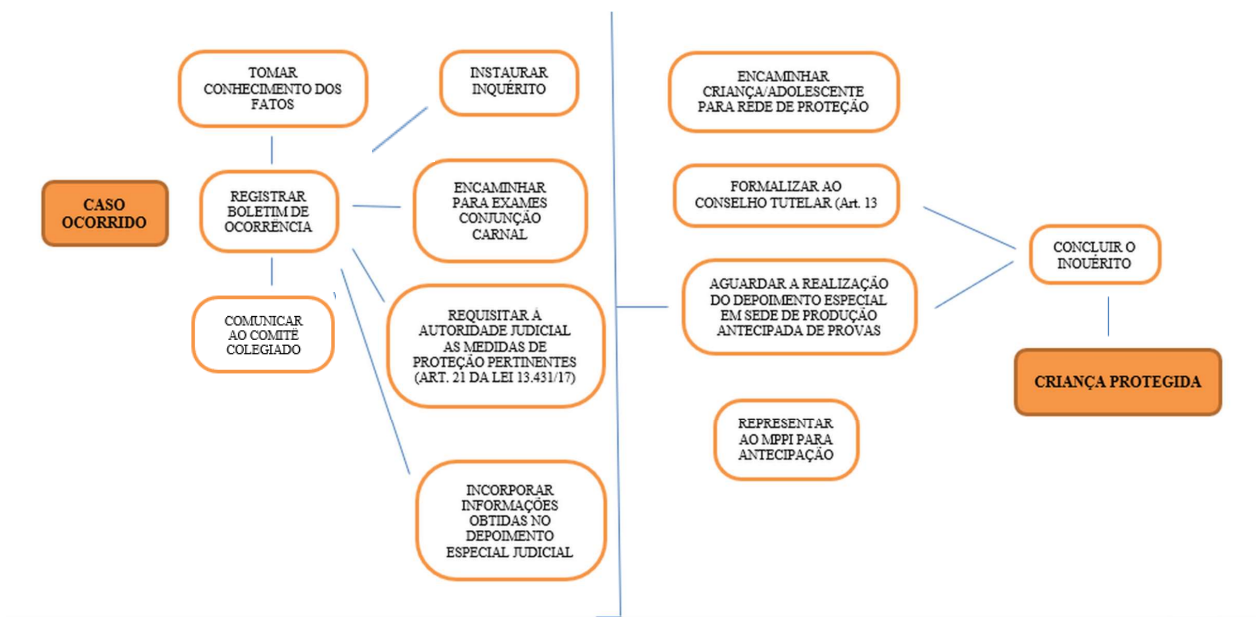 CASO
OCORRIDO
TOMAR
CONHECIMENTO DOS
FATOS
REGISTRAR
BOLETIM DE
OCORRÊNCIA
COMUNICAR
AO COMITÊ
COLEGIADO
INSTAURAR
INQUÉRITO
ENCAMINHAR
PARA EXAMES
CONJUNÇÃO
CARNAL
REQUISITAR À
AUTORIDADE JUDICIAL
AS MEDIDAS DE
PROTEÇÃO PERTINENTES
(ART. 21 DA LEI 13.431/17)
INCORPORAR
INFORMAÇÕES
OBTIDAS NO
DEPOIMENTO
ESPECIAL JUDICIAL
ENCAMINHAR
CRIANÇA/ADOLESCENTE
PARA REDE DE PROTEÇÃO
FORMALIZAR AO
CONSELHO TUTELAR (Art. 13
AGUARDAR A REALIZAÇÃO
DO DEPOIMENTO ESPECIAL
EM SEDE DE PRODUÇÃO
ANTECIPADA DE PROVAS
REPRESENTAR
AO MPPI PARA
ANTECIPAÇÃO
CONCLUIR O
INQUÉRITO
CRIANÇA PROTEGIDA